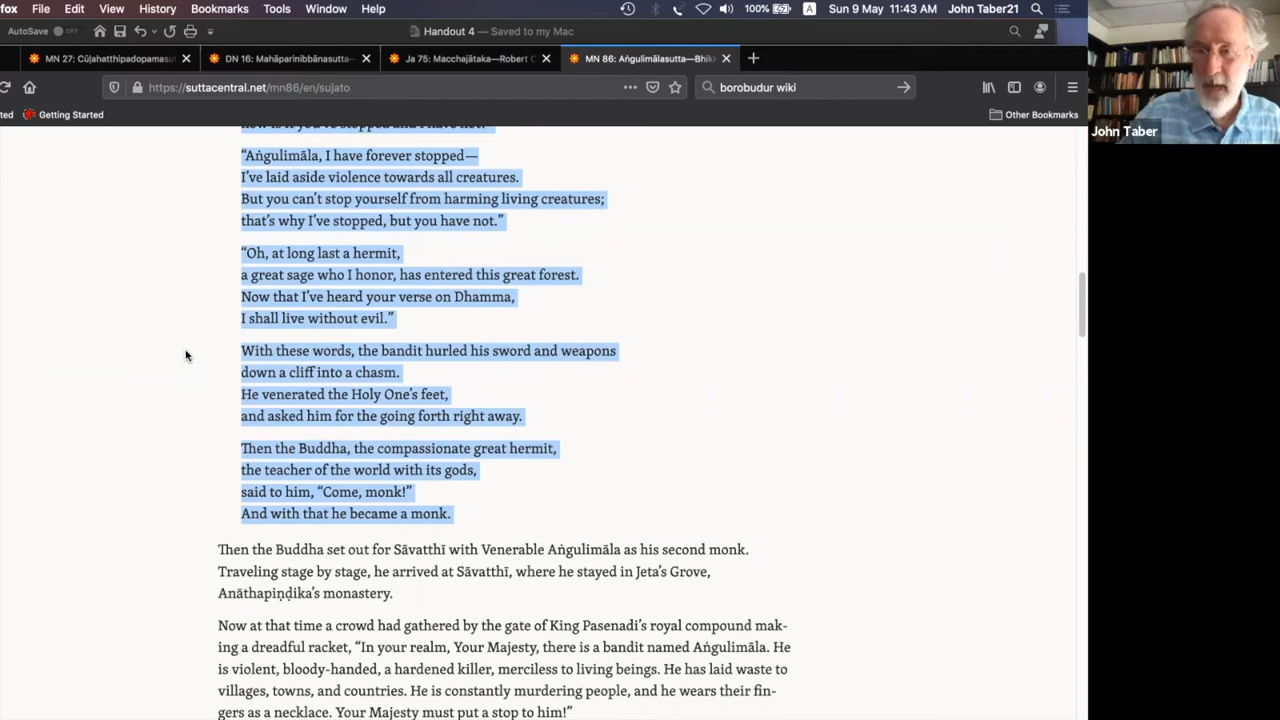 fox File Edit View History Bookmarks Tools Window Help 100% A Sun 9 May 11:43 AM John Taber21
AutoSave OFF Handout 4 — Saved to my Mac
MN 27: Cūḷahatthipadopamasut DN 16: Mahāparinibbānasutta— Ja 75: Macchajātaka—Robert C MN 86: Aṅgulimālasutta—Bhik
https://suttacentral.net/mn86/en/sujato borobudur wiki
ted Getting Started Other Bookmarks
John Taber
how is it you've stopped and I have not?”
“Aṅgulimāla, I have forever stopped—
I’ve laid aside violence towards all creatures.
But you can’t stop yourself from harming living creatures;
that’s why I’ve stopped, but you have not.”
“Oh, at long last a hermit,
a great sage who I honor, has entered this great forest.
Now that I’ve heard your verse on Dhamma,
I shall live without evil.”
With these words, the bandit hurled his sword and weapons
down a cliff into a chasm.
He venerated the Holy One’s feet,
and asked him for the going forth right away.
Then the Buddha, the compassionate great hermit,
the teacher of the world with its gods,
said to him, “Come, monk!”
And with that he became a monk.
Then the Buddha set out for Sāvatthī with Venerable Aṅgulimāla as his second monk.
Traveling stage by stage, he arrived at Sāvatthī, where he stayed in Jeta’s Grove,
Anāthapiṇḍika’s monastery.
Now at that time a crowd had gathered by the gate of King Pasenadi’s royal compound mak-
ing a dreadful racket, “In your realm, Your Majesty, there is a bandit named Aṅgulimāla. He
is violent, bloody-handed, a hardened killer, merciless to living beings. He has laid waste to
villages, towns, and countries. He is constantly murdering people, and he wears their fin-
gers as a necklace. Your Majesty must put a stop to him!”